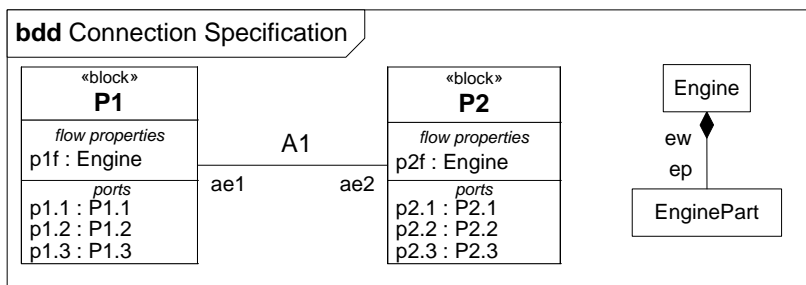 bdd Connection Specification
«block»
P1
flow properties
p1f : Engine
ports
p1.1 : P1.1
p1.2 : P1.2
p1.3 : P1.3
A1
ae1
ae2
«block»
P2
flow properties
p2f : Engine
ports
p2.1 : P2.1
p2.2 : P2.2
p2.3 : P2.3
Engine
ew
ep
EnginePart